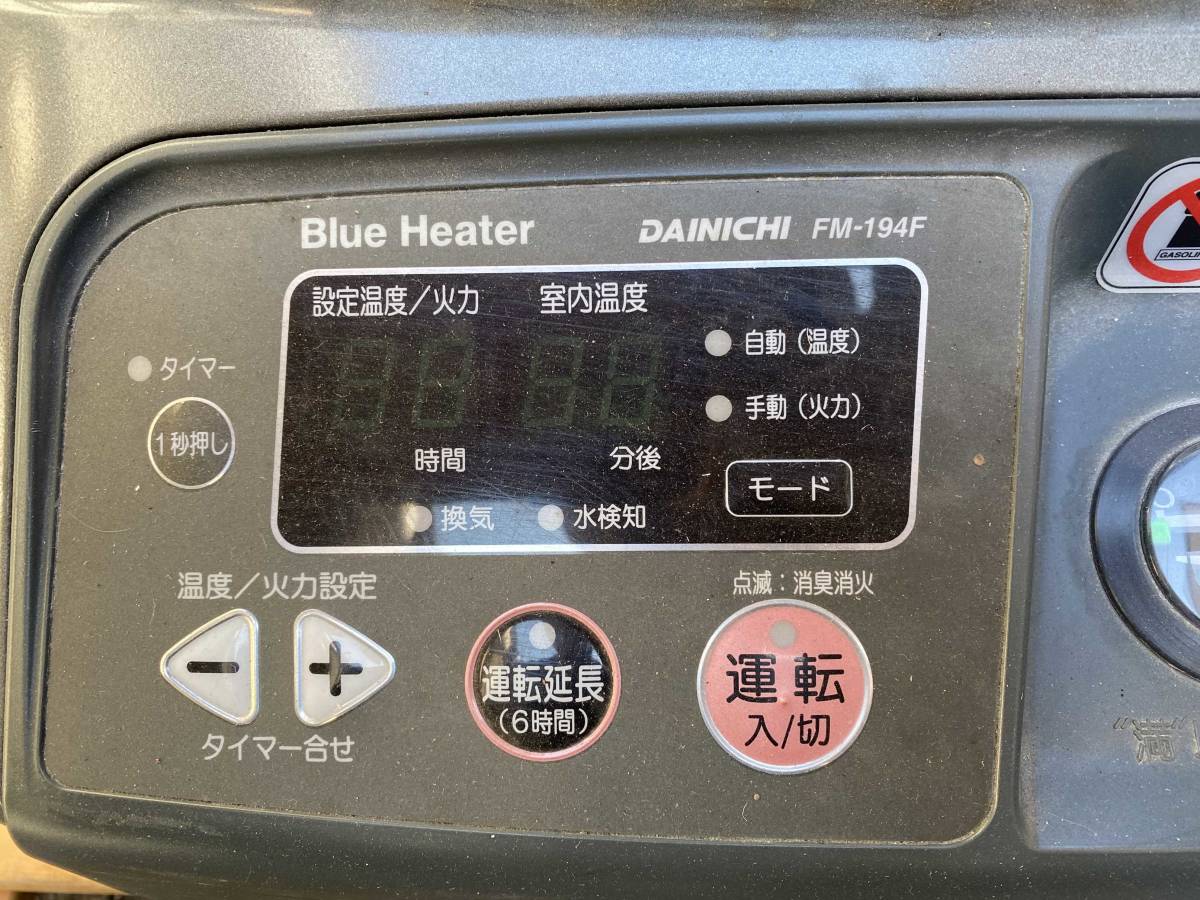 Blue Heater
DAINICHI FM-194F
設定温度/火力 室内温度
自動(温度)
タイマー
1秒押し
手動(火力)
時間 分後
モード
換気 水検知
温度/火力設定
点滅:消臭消火
- +
運転延長
(6時間)
運転
入/切
タイマー合せ
"満"